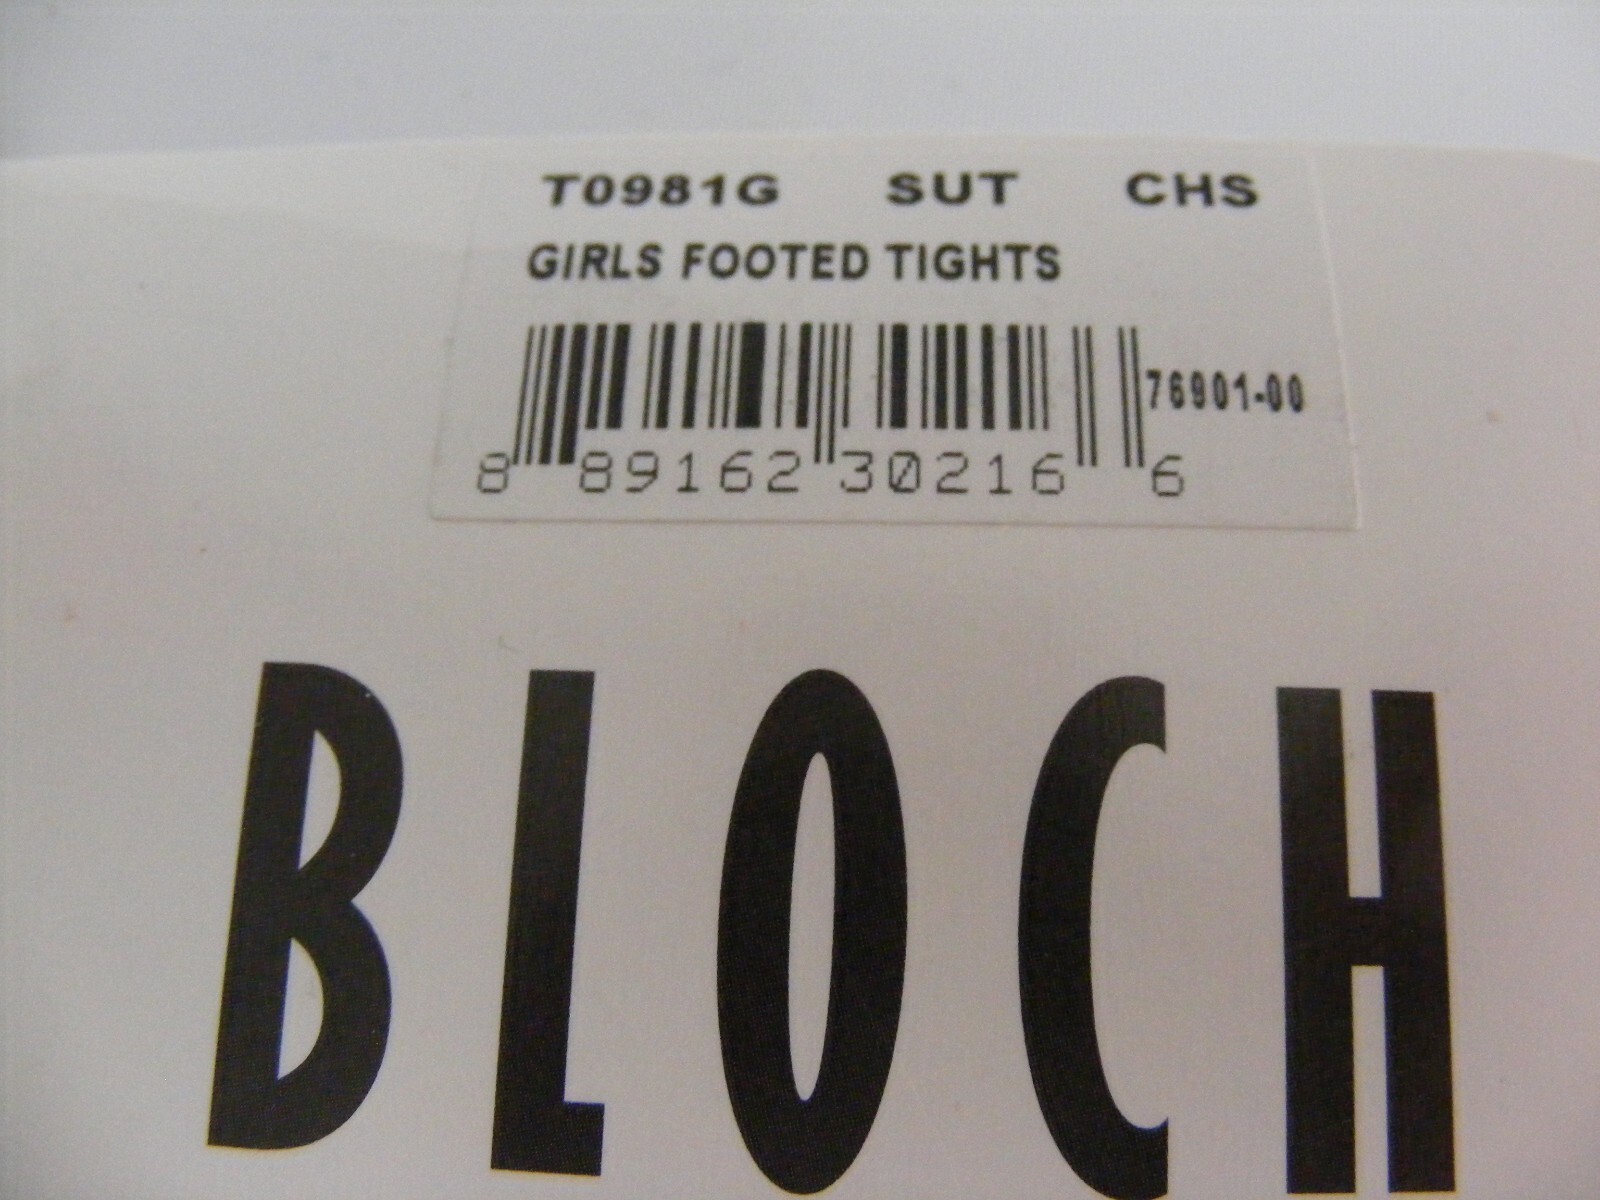 T0981G SUT CHS
GIRLS FOOTED TIGHTS
76901-00
8 89162 30216 6
BLOCH